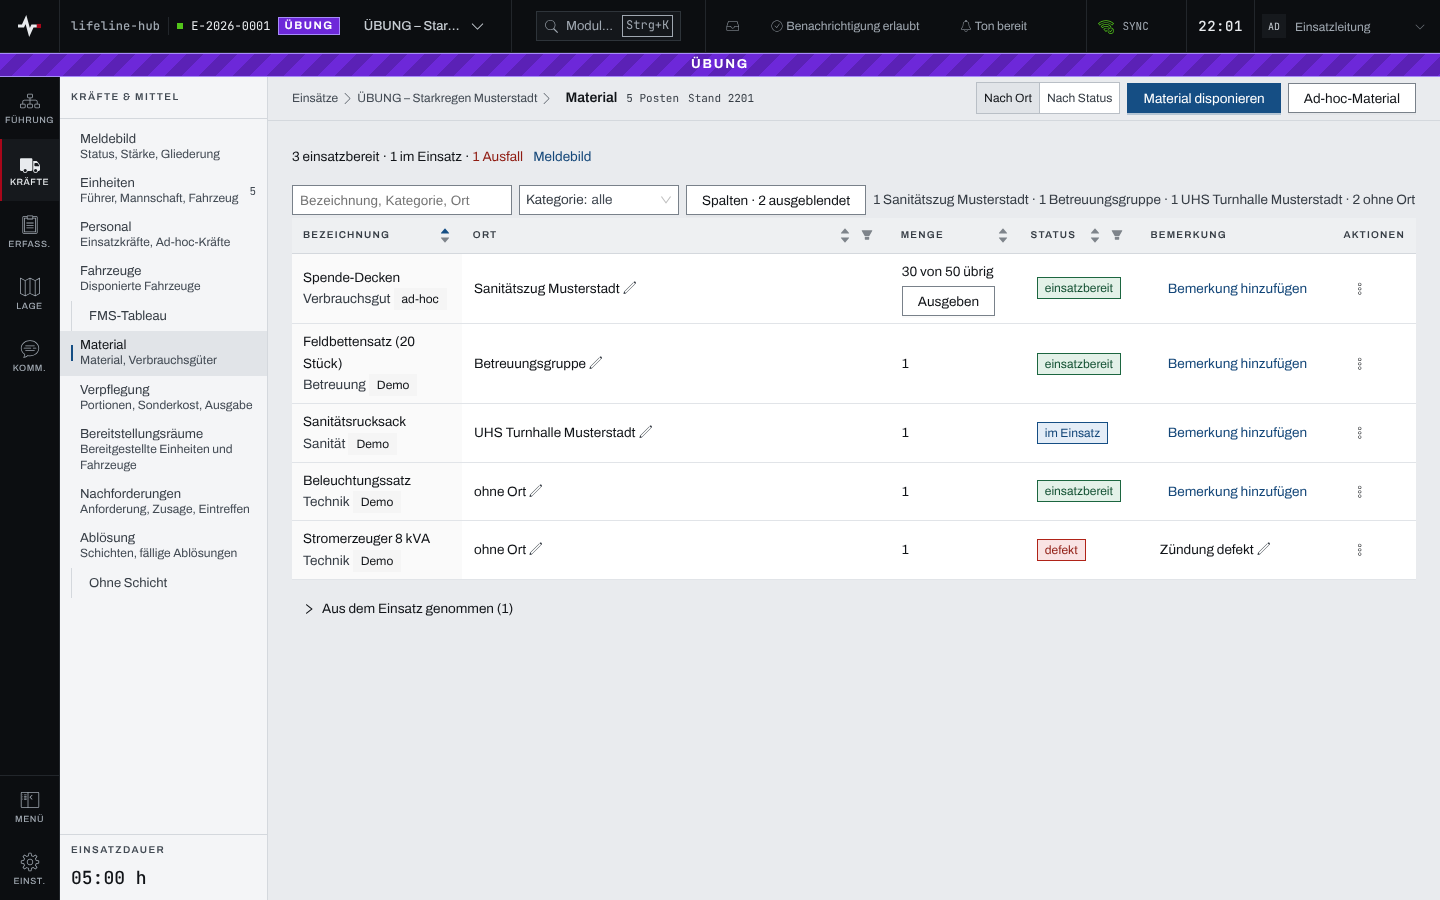 lifeline-hub E-2026-0001 ÜBUNG ÜBUNG – Star... Modul... Strg+K Benachrichtigung erlaubt Ton bereit SYNC 22:01 AD Einsatzleitung
ÜBUNG
FÜHRUNG
KRÄFTE
ERFASS.
LAGE
KOMM.
MENÜ
EINST.
KRÄFTE & MITTEL
Meldebild
Status, Stärke, Gliederung
Einheiten
Führer, Mannschaft, Fahrzeug 5
Personal
Einsatzkräfte, Ad-hoc-Kräfte
Fahrzeuge
Disponierte Fahrzeuge
FMS-Tableau
Material
Material, Verbrauchsgüter
Verpflegung
Portionen, Sonderkost, Ausgabe
Bereitstellungsräume
Bereitgestellte Einheiten und
Fahrzeuge
Nachforderungen
Anforderung, Zusage, Eintreffen
Ablösung
Schichten, fällige Ablösungen
Ohne Schicht
EINSATZDAUER
05:00 h
Einsätze ÜBUNG – Starkregen Musterstadt Material 5 Posten Stand 2201 Nach Ort Nach Status Material disponieren Ad-hoc-Material
3 einsatzbereit · 1 im Einsatz · 1 Ausfall Meldebild
Bezeichnung, Kategorie, Ort Kategorie: alle Spalten · 2 ausgeblendet 1 Sanitätszug Musterstadt · 1 Betreuungsgruppe · 1 UHS Turnhalle Musterstadt · 2 ohne Ort
BEZEICHNUNG ORT MENGE STATUS BEMERKUNG AKTIONEN
Spende-Decken
Verbrauchsgut ad-hoc Sanitätszug Musterstadt 30 von 50 übrig
Ausgeben einsatzbereit Bemerkung hinzufügen
Feldbettensatz (20
Stück)
Betreuung Demo Betreuungsgruppe 1 einsatzbereit Bemerkung hinzufügen
Sanitätsrucksack
Sanität Demo UHS Turnhalle Musterstadt 1 im Einsatz Bemerkung hinzufügen
Beleuchtungssatz
Technik Demo ohne Ort 1 einsatzbereit Bemerkung hinzufügen
Stromerzeuger 8 kVA
Technik Demo ohne Ort 1 defekt Zündung defekt
Aus dem Einsatz genommen (1)